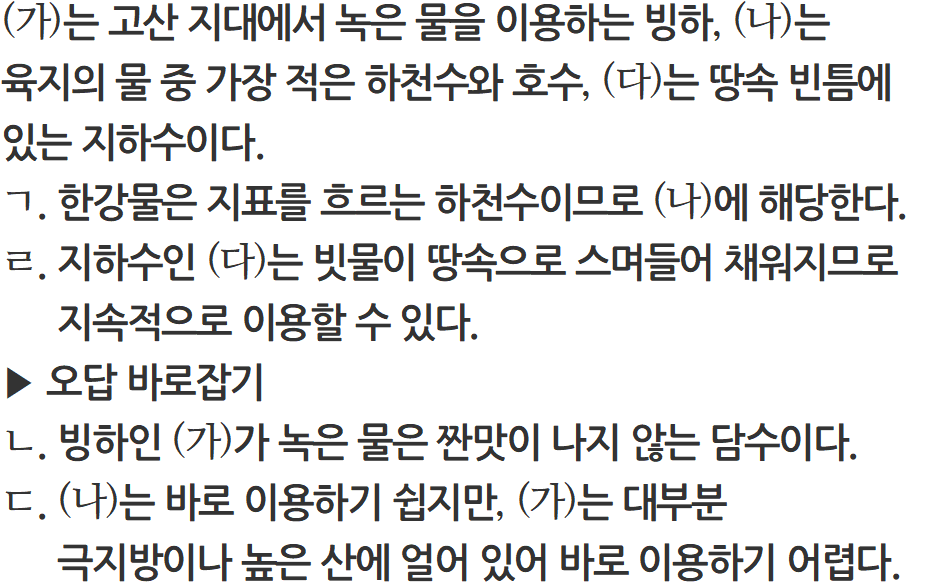 (가)는 고산 지대에서 녹은 물을 이용하는 빙하, (나)는
육지의 물 중 가장 적은 하천수와 호수, (다)는 땅속 빈틈에
있는 지하수이다.
ㄱ. 한강물은 지표를 흐르는 하천수이므로 (나)에 해당한다.
ㄹ. 지하수인 (다)는 빗물이 땅속으로 스며들어 채워지므로
지속적으로 이용할 수 있다.
▶ 오답 바로잡기
ㄴ. 빙하인 (가)가 녹은 물은 짠맛이 나지 않는 담수이다.
ㄷ. (나)는 바로 이용하기 쉽지만, (가)는 대부분
극지방이나 높은 산에 얼어 있어 바로 이용하기 어렵다.